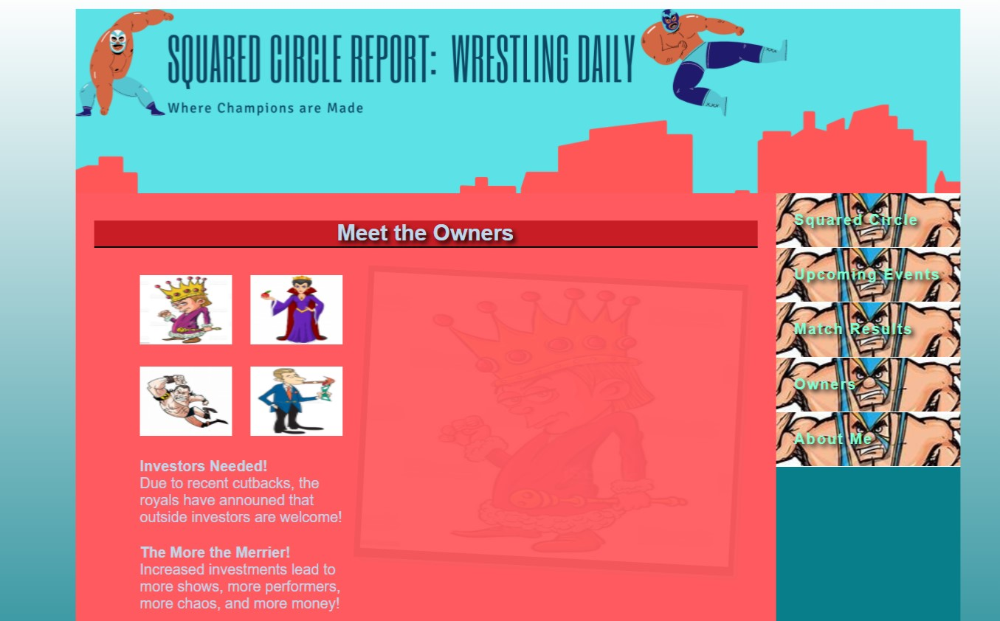 SQUARED CIRCLE REPORT: WRESTLING DAILY
Where Champions are Made
Meet the Owners
Squared Circle
Upcoming Events
Match Results
Owners
About Me
Investors Needed!
Due to recent cutbacks, the
royals have announed that
outside investors are welcome!
The More the Merrier!
Increased investments lead to
more shows, more performers,
more chaos, and more money!